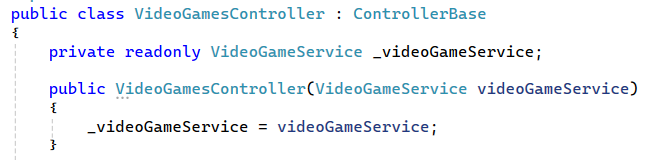 public class VideoGamesController : ControllerBase
{
private readonly VideoGameService _videoGameService;
public VideoGamesController(VideoGameService videoGameService)
{
_videoGameService = videoGameService;
}